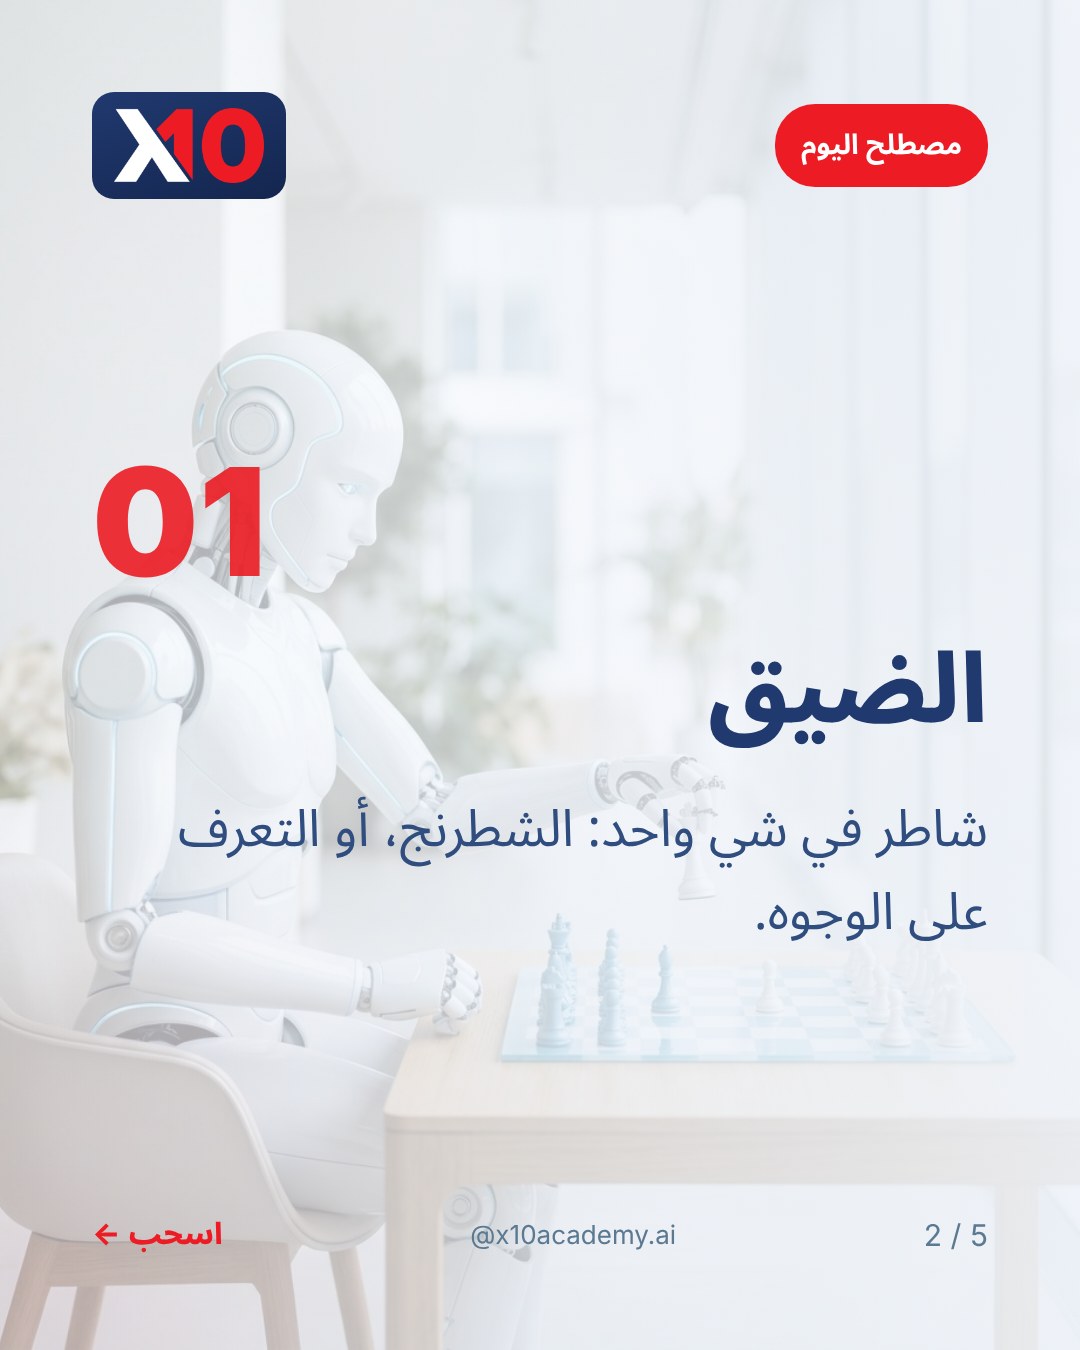 X10
مصطلح اليوم
01
الضيق
شاطر في شي واحد: الشطرنج، أو التعرف
على الوجوه.
اسحب ←
@x10academy.ai
2 / 5